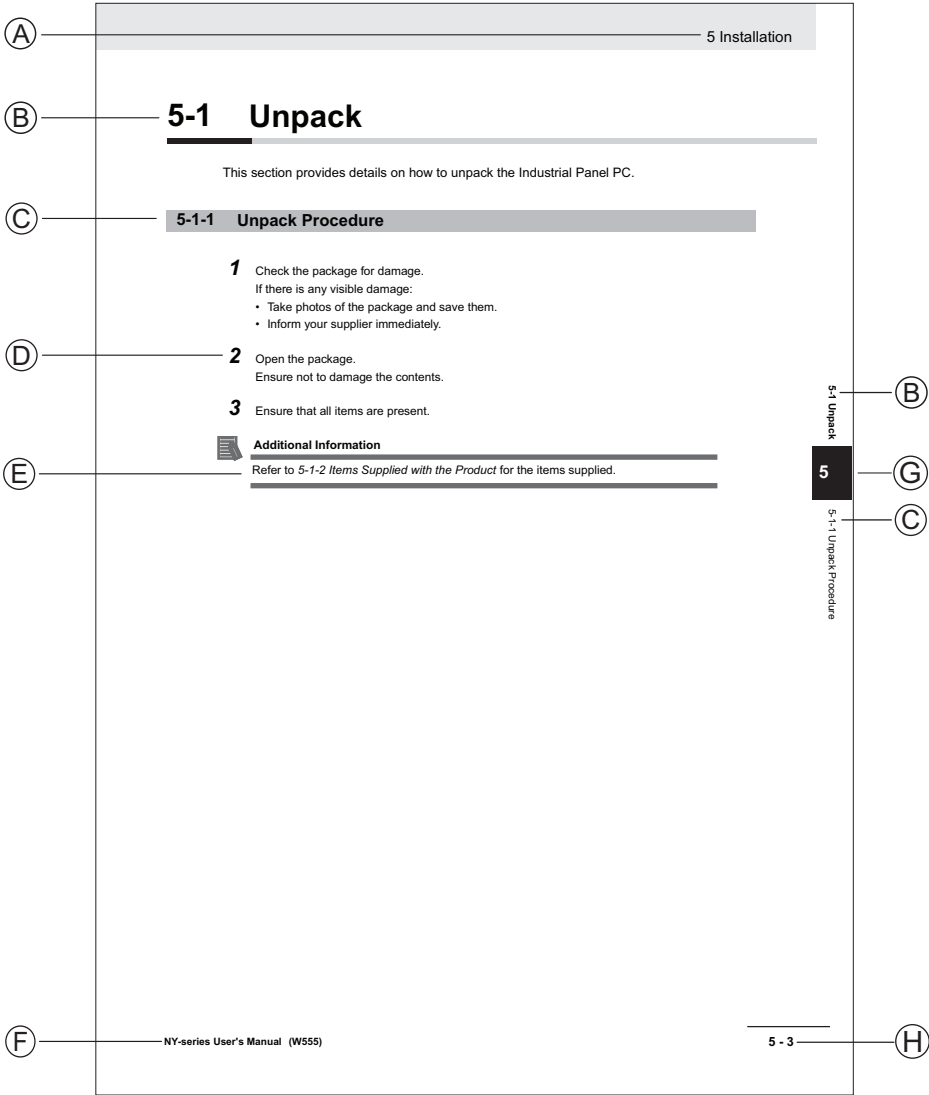 A
5 Installation
B
5-1 Unpack
This section provides details on how to unpack the Industrial Panel PC.
C
5-1-1 Unpack Procedure
1 Check the package for damage.
If there is any visible damage:
• Take photos of the package and save them.
• Inform your supplier immediately.
D
2 Open the package.
Ensure not to damage the contents.
3 Ensure that all items are present.
Additional Information
E
Refer to 5-1-2 Items Supplied with the Product for the items supplied.
5-1 Unpack
B
5
G
5-1-1 Unpack Procedure
C
F
NY-series User's Manual (W555)
5 - 3
H